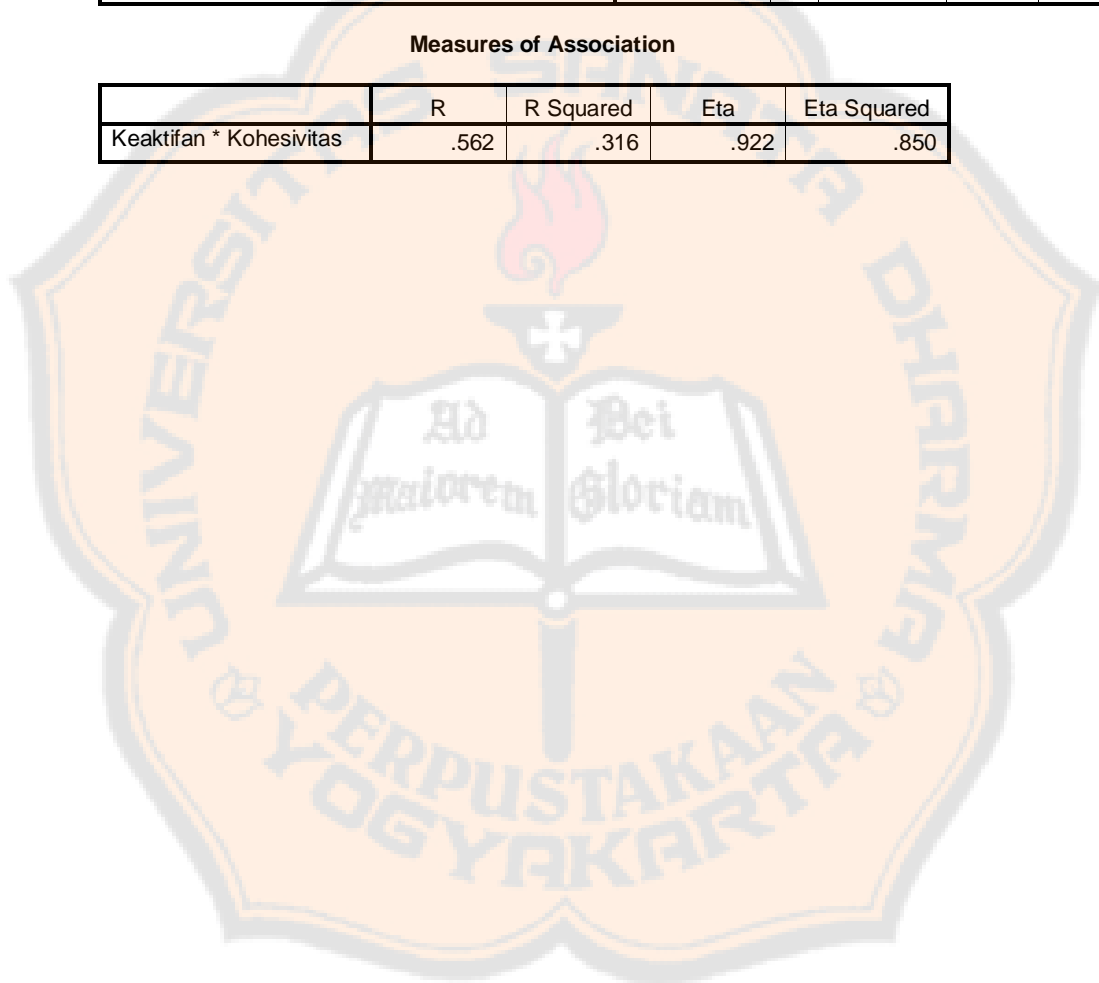 Measures of Association
R R Squared Eta Eta Squared
Keaktifan * Kohesivitas .562 .316 .922 .850
UNIVERSITAS SANATA DHARMA
Ad Dei
maiorem Gloriam
PERPUSTAKAAN
YOGYAKARTA